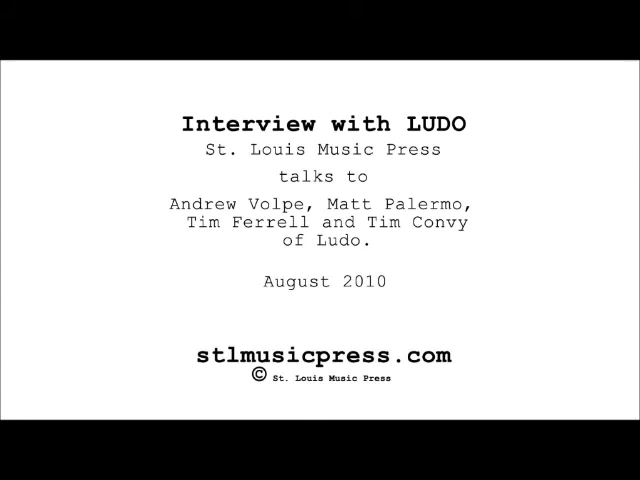 Interview with LUDO
St. Louis Music Press
talks to
Andrew Volpe, Matt Palermo,
Tim Ferrell and Tim Convy
of Ludo.
August 2010
stlmusicpress.com
© St. Louis Music Press